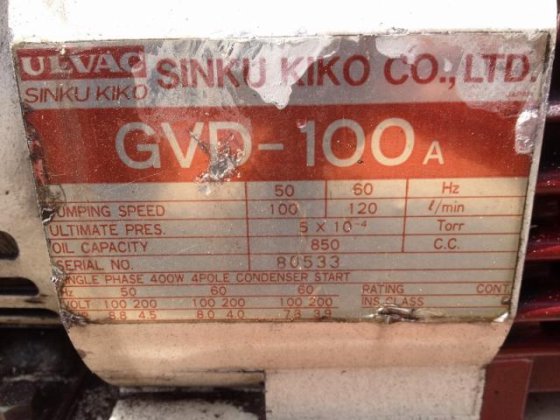 ULVAC SINKU KIKO CO., LTD.
SINKU KIKO JAPAN
GVD-100A
50 60 Hz
PUMPING SPEED 100 120 ℓ/min
ULTIMATE PRES. 5 × 10⁻⁴ Torr
OIL CAPACITY 850 C.C.
SERIAL NO. 80533
SINGLE PHASE 400W 4POLE CONDENSER START
HZ 50 60 60 RATING CONT.
VOLT 100 200 100 200 100 200 INS.CLASS
8.8 4.5 8.0 4.0 7.8 3.9